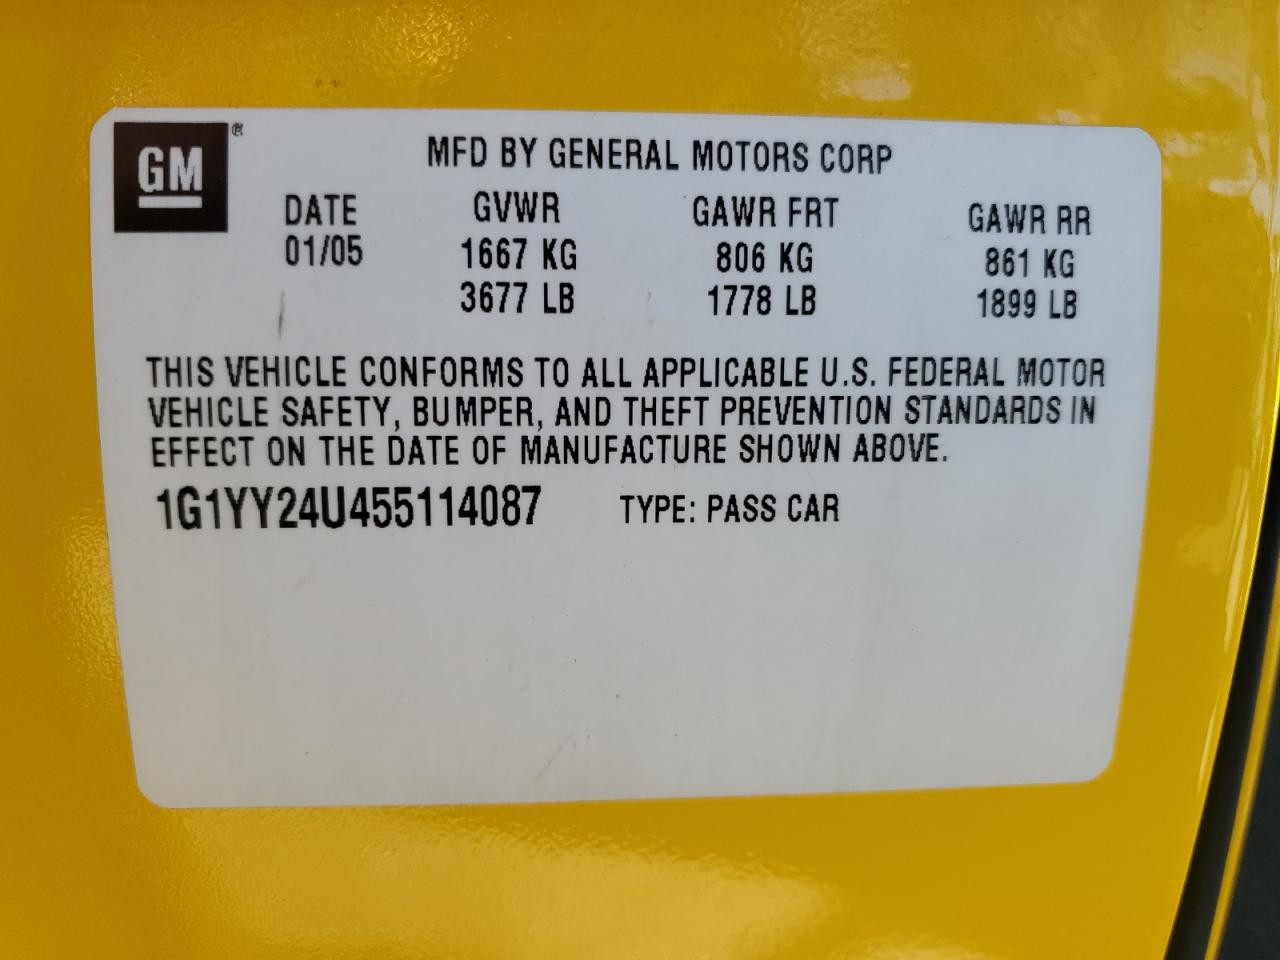 GM®
MFD BY GENERAL MOTORS CORP
DATE GVWR GAWR FRT GAWR RR
01/05 1667 KG 806 KG 861 KG
3677 LB 1778 LB 1899 LB
THIS VEHICLE CONFORMS TO ALL APPLICABLE U.S. FEDERAL MOTOR
VEHICLE SAFETY, BUMPER, AND THEFT PREVENTION STANDARDS IN
EFFECT ON THE DATE OF MANUFACTURE SHOWN ABOVE.
1G1YY24U455114087 TYPE: PASS CAR